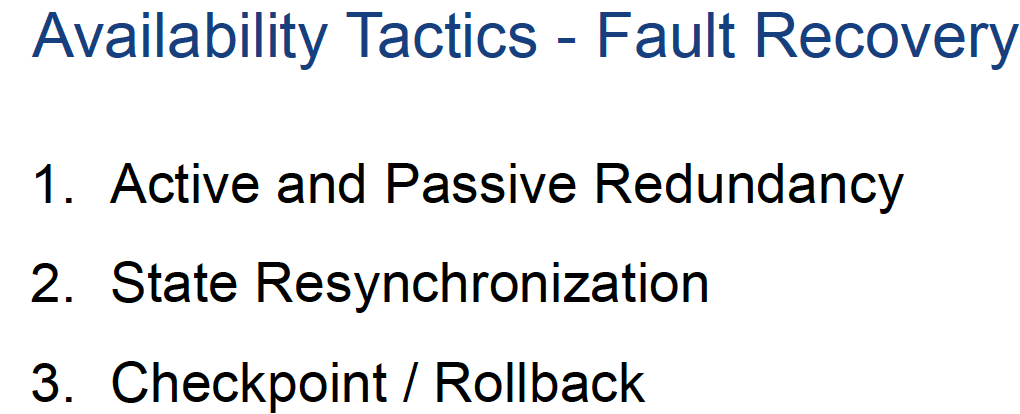 Availability Tactics - Fault Recovery
1. Active and Passive Redundancy
2. State Resynchronization
3. Checkpoint / Rollback